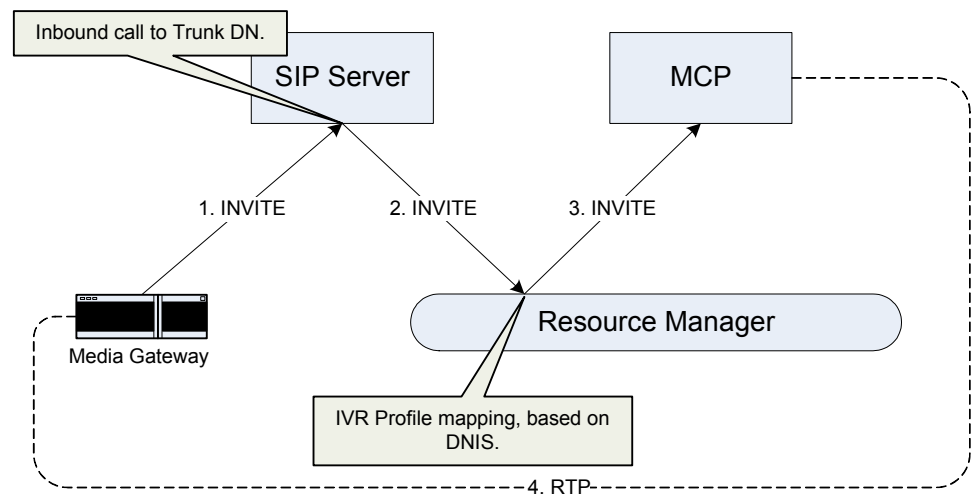 Inbound call to Trunk DN.
SIP Server
MCP
1. INVITE
2. INVITE
3. INVITE
Media Gateway
Resource Manager
IVR Profile mapping, based on
DNIS.
4. RTP